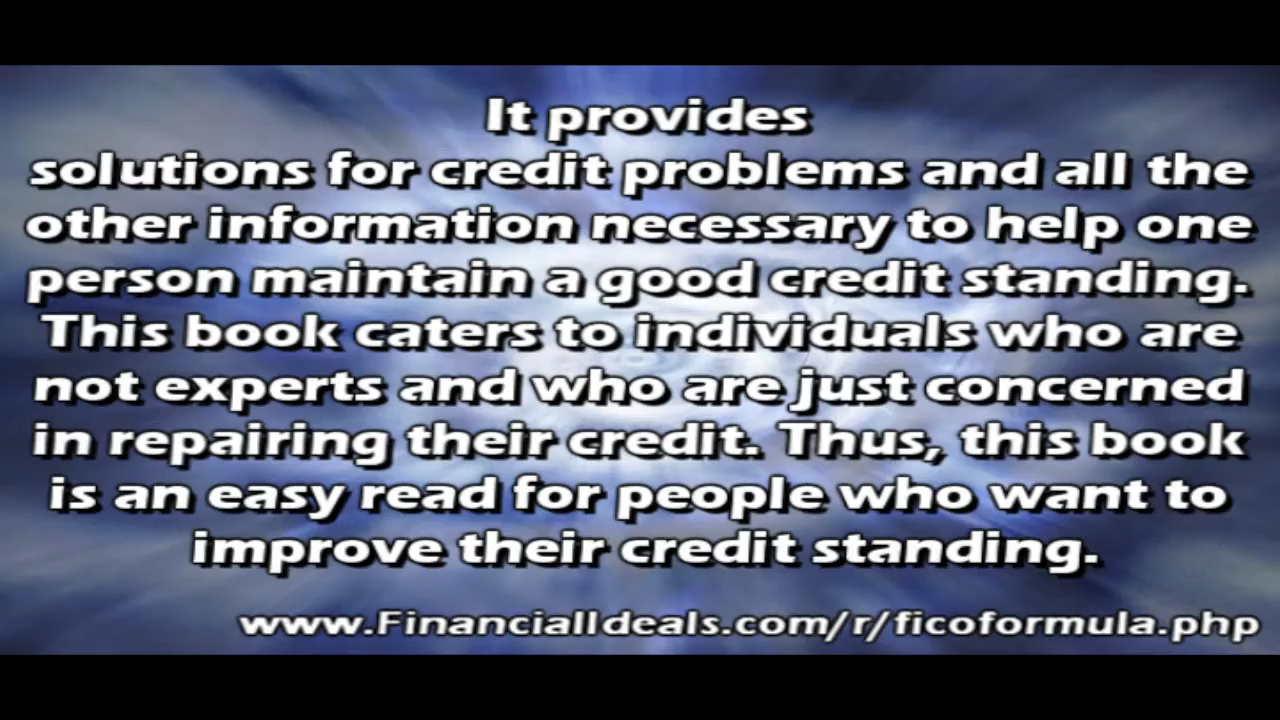 It provides
solutions for credit problems and all the
other information necessary to help one
person maintain a good credit standing.
This book caters to individuals who are
not experts and who are just concerned
in repairing their credit. Thus, this book
is an easy read for people who want to
improve their credit standing.
www.FinancialIdeals.com/r/ficoformula.php